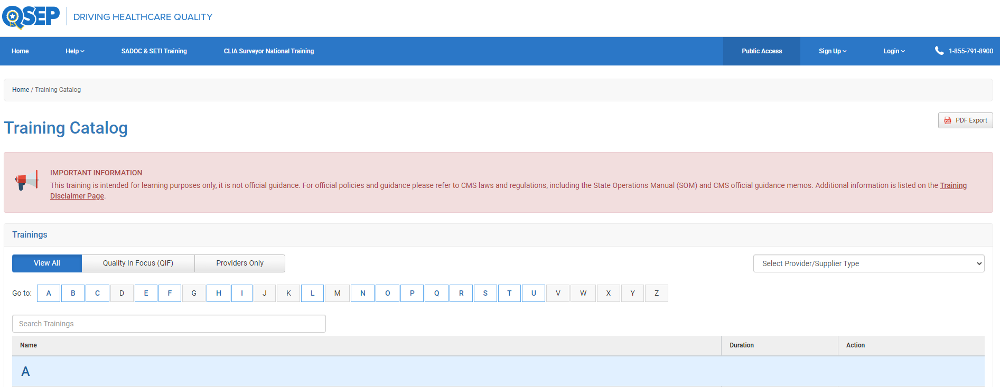 QSEP DRIVING HEALTHCARE QUALITY
Home Help SADOC & SETI Training CLIA Surveyor National Training Public Access Sign Up Login 1-855-791-8900
Home / Training Catalog
Training Catalog
PDF PDF Export
IMPORTANT INFORMATION
This training is intended for learning purposes only, it is not official guidance. For official policies and guidance please refer to CMS laws and regulations, including the State Operations Manual (SOM) and CMS official guidance memos. Additional information is listed on the Training
Disclaimer Page.
Trainings
View All Quality In Focus (QIF) Providers Only Select Provider/Supplier Type
Go to: A B C D E F G H I J K L M N O P Q R S T U V W X Y Z
Search Trainings
Name Duration Action
A